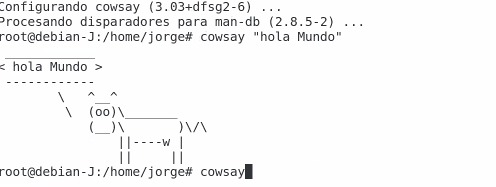 Configurando cowsay (3.03+dfsg2-6) ...
Procesando disparadores para man-db (2.8.5-2) ...
root@debian-J:/home/jorge# cowsay "hola Mundo"
 ____________
< hola Mundo >
 ------------
        \   ^__^
         \  (oo)\_______
            (__)\       )\/\
                ||----w |
                ||     ||
root@debian-J:/home/jorge# cowsay